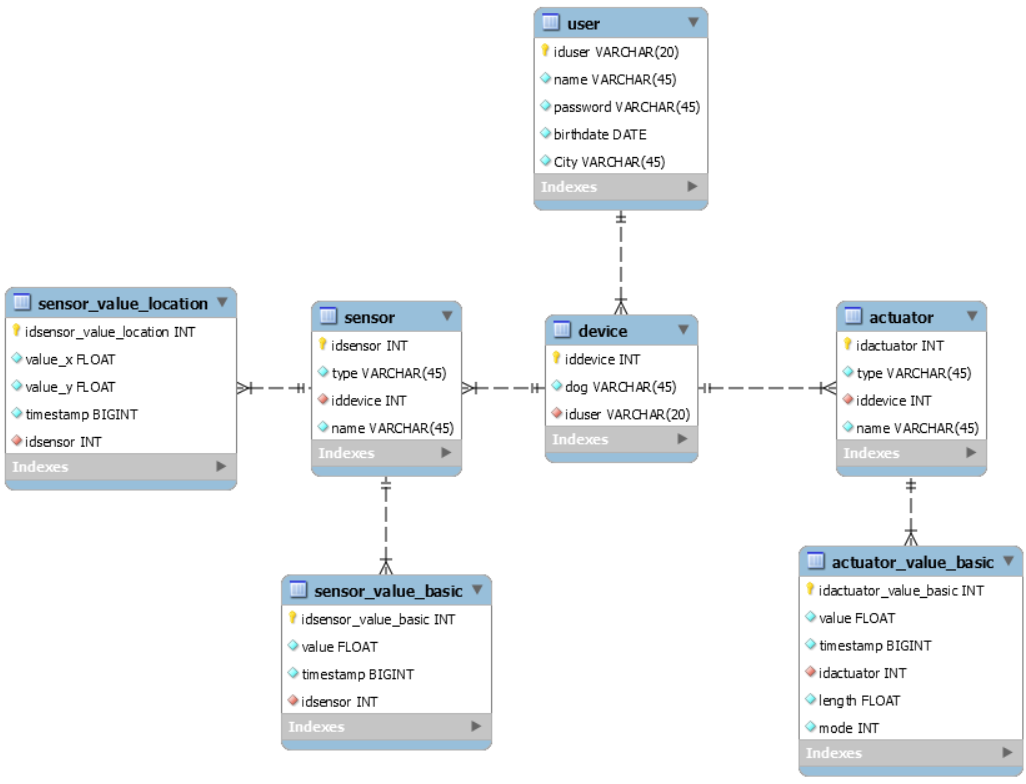 user
iduser VARCHAR(20)
name VARCHAR(45)
password VARCHAR(45)
birthdate DATE
City VARCHAR(45)
Indexes
sensor_value_location
idsensor_value_location INT
value_x FLOAT
value_y FLOAT
timestamp BIGINT
idsensor INT
Indexes
sensor
idsensor INT
type VARCHAR(45)
iddevice INT
name VARCHAR(45)
Indexes
device
iddevice INT
dog VARCHAR(45)
iduser VARCHAR(20)
Indexes
actuator
idactuator INT
type VARCHAR(45)
iddevice INT
name VARCHAR(45)
Indexes
sensor_value_basic
idsensor_value_basic INT
value FLOAT
timestamp BIGINT
idsensor INT
Indexes
actuator_value_basic
idactuator_value_basic INT
value FLOAT
timestamp BIGINT
idactuator INT
length FLOAT
mode INT
Indexes